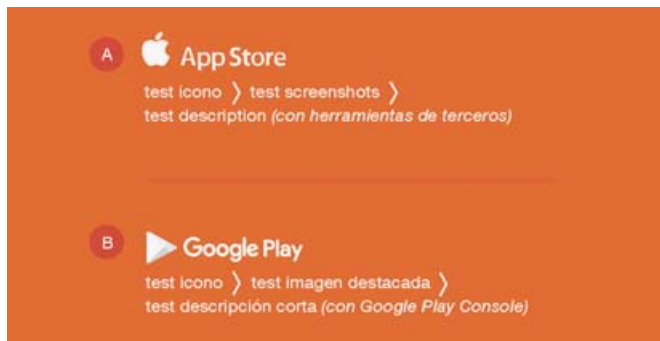 A
App Store
test icono 〉 test screenshots 〉
test description (con herramientas de terceros)
B
Google Play
test icono 〉 test imagen destacada 〉
test descripción corta (con Google Play Console)